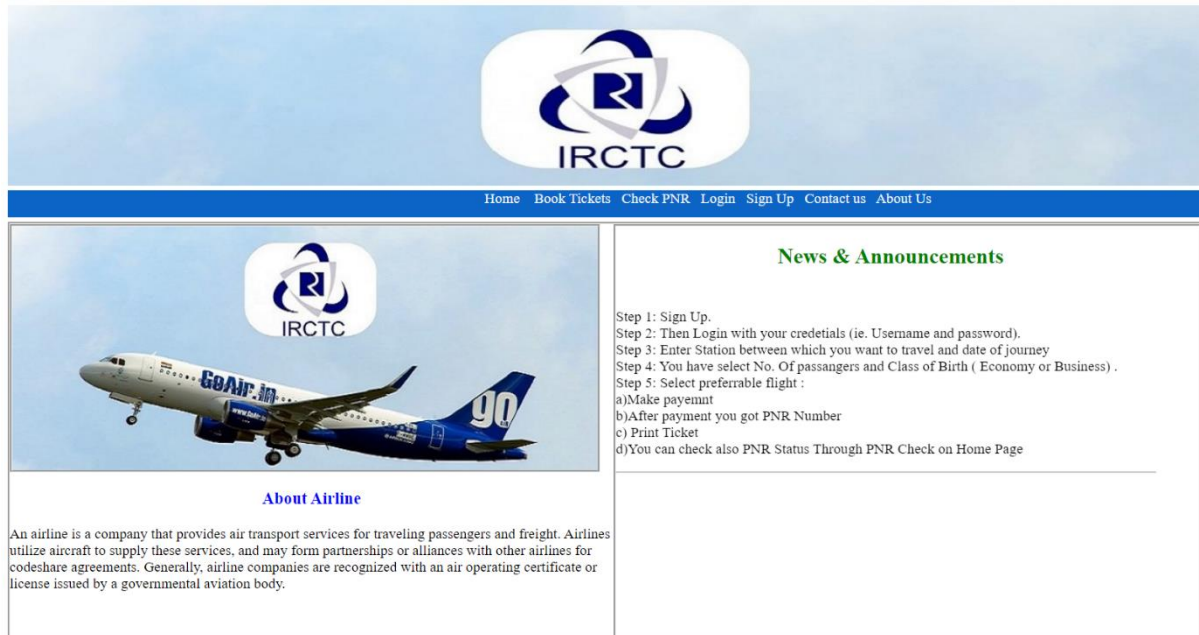 IRCTC
Home Book Tickets Check PNR Login Sign Up Contact us About Us
IRCTC
GoAir.in
www.GoAir.in
90
About Airline
An airline is a company that provides air transport services for traveling passengers and freight. Airlines
utilize aircraft to supply these services, and may form partnerships or alliances with other airlines for
codeshare agreements. Generally, airline companies are recognized with an air operating certificate or
license issued by a governmental aviation body.
News & Announcements
Step 1: Sign Up.
Step 2: Then Login with your credetials (ie. Username and password).
Step 3: Enter Station between which you want to travel and date of journey
Step 4: You have select No. Of passangers and Class of Birth ( Economy or Business) .
Step 5: Select preferrable flight :
a)Make payemnt
b)After payment you got PNR Number
c) Print Ticket
d)You can check also PNR Status Through PNR Check on Home Page